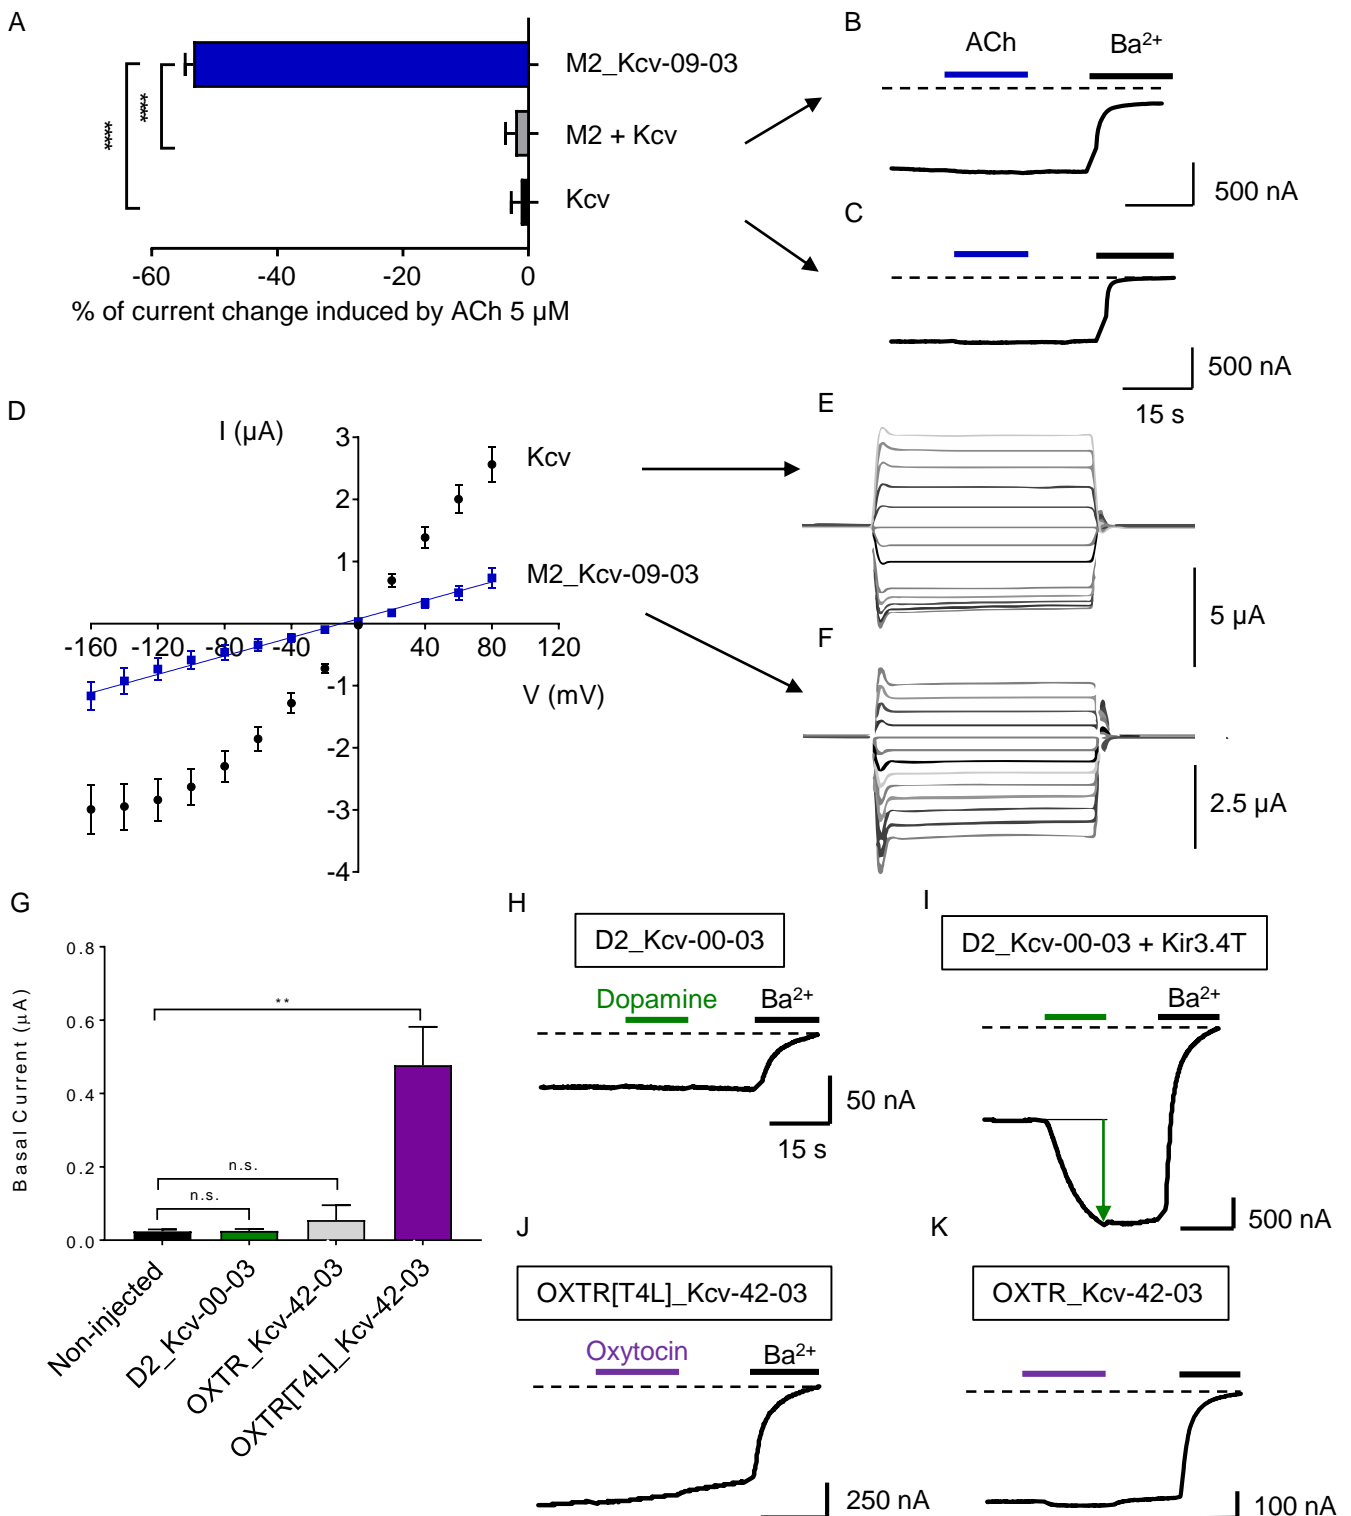 A
M2_Kcv-09-03
M2 + Kcv
Kcv
****
****
-60 -40 -20 0
% of current change induced by ACh 5 µM
B
ACh Ba²⁺
500 nA
C
500 nA
15 s
D
I (µA)
3
2
1
-1
-2
-3
-4
-160 -120 -80 -40 40 80 120
V (mV)
Kcv
M2_Kcv-09-03
E
5 µA
F
2.5 µA
G
Basal Current (µA)
0.8
0.6
0.4
0.2
0.0
**
n.s.
n.s.
Non-injected
D2_Kcv-00-03
OXTR_Kcv-42-03
OXTR[T4L]_Kcv-42-03
H
D2_Kcv-00-03
Dopamine Ba²⁺
50 nA
15 s
I
D2_Kcv-00-03 + Kir3.4T
Ba²⁺
500 nA
J
OXTR[T4L]_Kcv-42-03
Oxytocin Ba²⁺
250 nA
K
OXTR_Kcv-42-03
100 nA